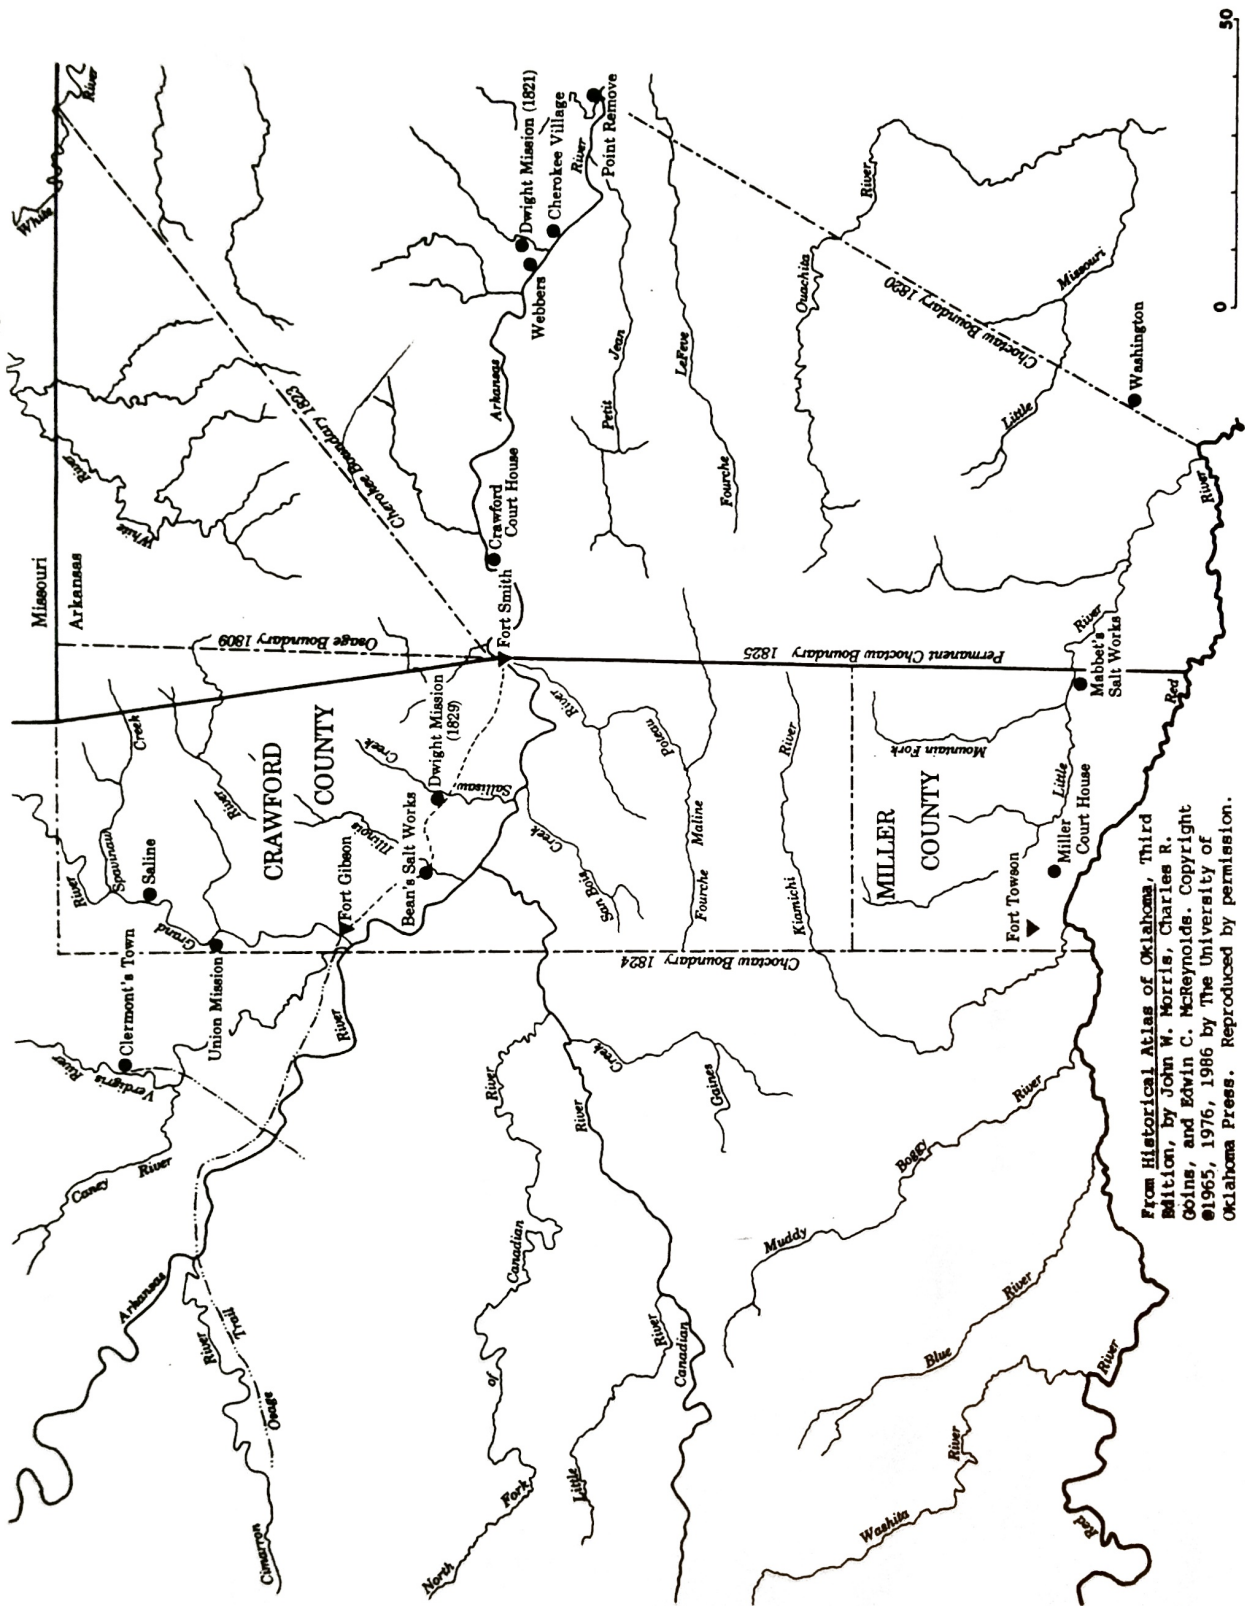 Missouri
Arkansas
White
River
White
River
Cherokee Boundary 1823
Osage Boundary 1809
Creek
Spavinaw
River
Saline
Grand
River
CRAWFORD
COUNTY
Clermont's Town
Verdigris
River
Union Mission
Illinois
Fort Gibson
Bean's Salt Works
Creek
Dwight Mission
(1829)
Sallisaw
Fort Smith
Crawford
Court House
Arkansas
Webbers
Dwight Mission (1821)
Cherokee Village
River
Point Remove
Petit
Jean
Fourche
LeFeve
Caney
River
Arkansas
River
Trail
Osage
Cimarron
River
North
Fork
of
Canadian
River
Little
River
Canadian
River
Creek
Gaines
Creek
San Bois
River
Poteau
Fourche
Maline
Kiamichi
River
Choctaw Boundary 1824
Permanent Choctaw Boundary
1825
Ouachita
River
Choctaw Boundary 1820
Missouri
Little
Washington
MILLER
COUNTY
Mountain Fork
Little
River
Mabbet's
Salt Works
Miller
Court House
Fort Towson
Muddy
Boggy
River
Blue
River
Washita
River
Red
River
Red
River
0
50
From Historical Atlas of Oklahoma, Third
Edition, by John W. Morris, Charles R.
Goins, and Edwin C. McReynolds. Copyright
©1965, 1976, 1986 by The University of
Oklahoma Press. Reproduced by permission.